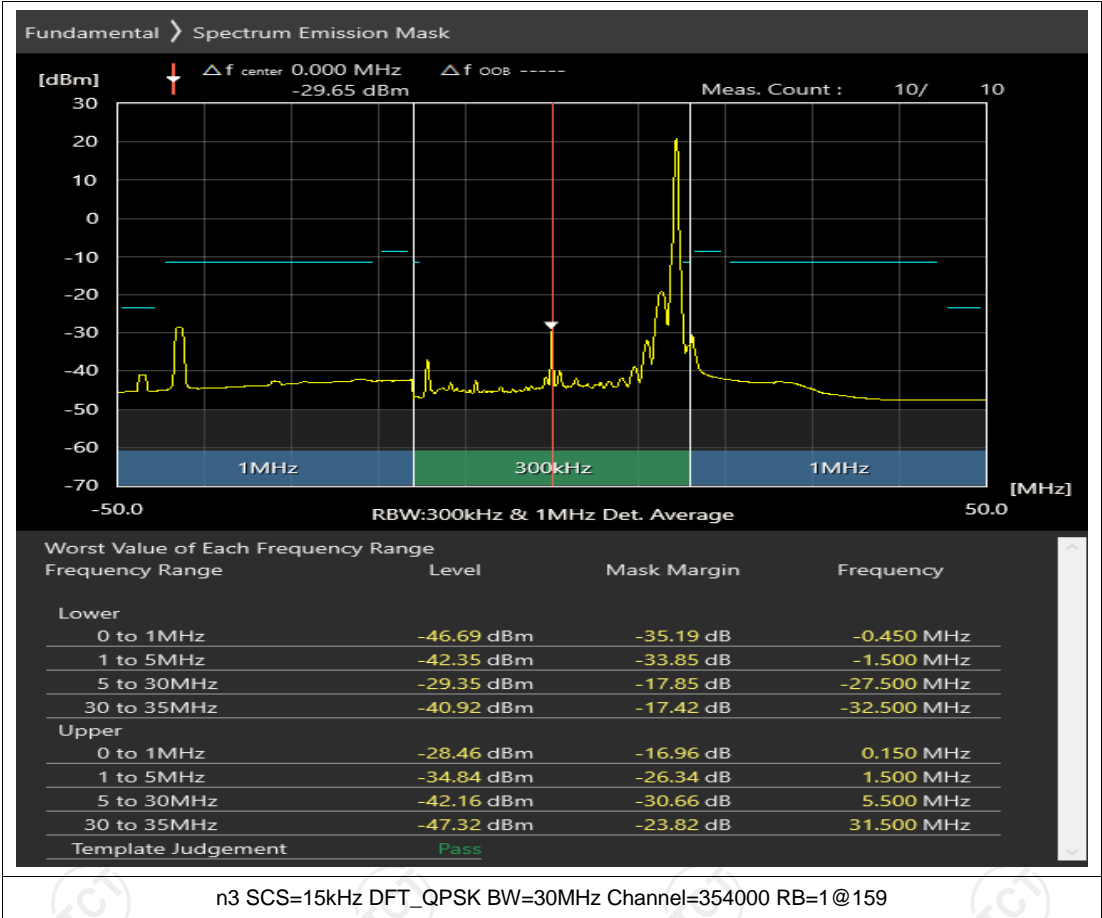 Fundamental 〉 Spectrum Emission Mask
[dBm] △f center 0.000 MHz △f OOB -----
-29.65 dBm Meas. Count : 10/ 10
30
20
10
0
-10
-20
-30
-40
-50
-60
1MHz 300kHz 1MHz
-70
[MHz]
-50.0 RBW:300kHz & 1MHz Det. Average 50.0
Worst Value of Each Frequency Range
Frequency Range Level Mask Margin Frequency
Lower
0 to 1MHz -46.69 dBm -35.19 dB -0.450 MHz
1 to 5MHz -42.35 dBm -33.85 dB -1.500 MHz
5 to 30MHz -29.35 dBm -17.85 dB -27.500 MHz
30 to 35MHz -40.92 dBm -17.42 dB -32.500 MHz
Upper
0 to 1MHz -28.46 dBm -16.96 dB 0.150 MHz
1 to 5MHz -34.84 dBm -26.34 dB 1.500 MHz
5 to 30MHz -42.16 dBm -30.66 dB 5.500 MHz
30 to 35MHz -47.32 dBm -23.82 dB 31.500 MHz
Template Judgement Pass
n3 SCS=15kHz DFT_QPSK BW=30MHz Channel=354000 RB=1@159
TCT TCT TCT TCT